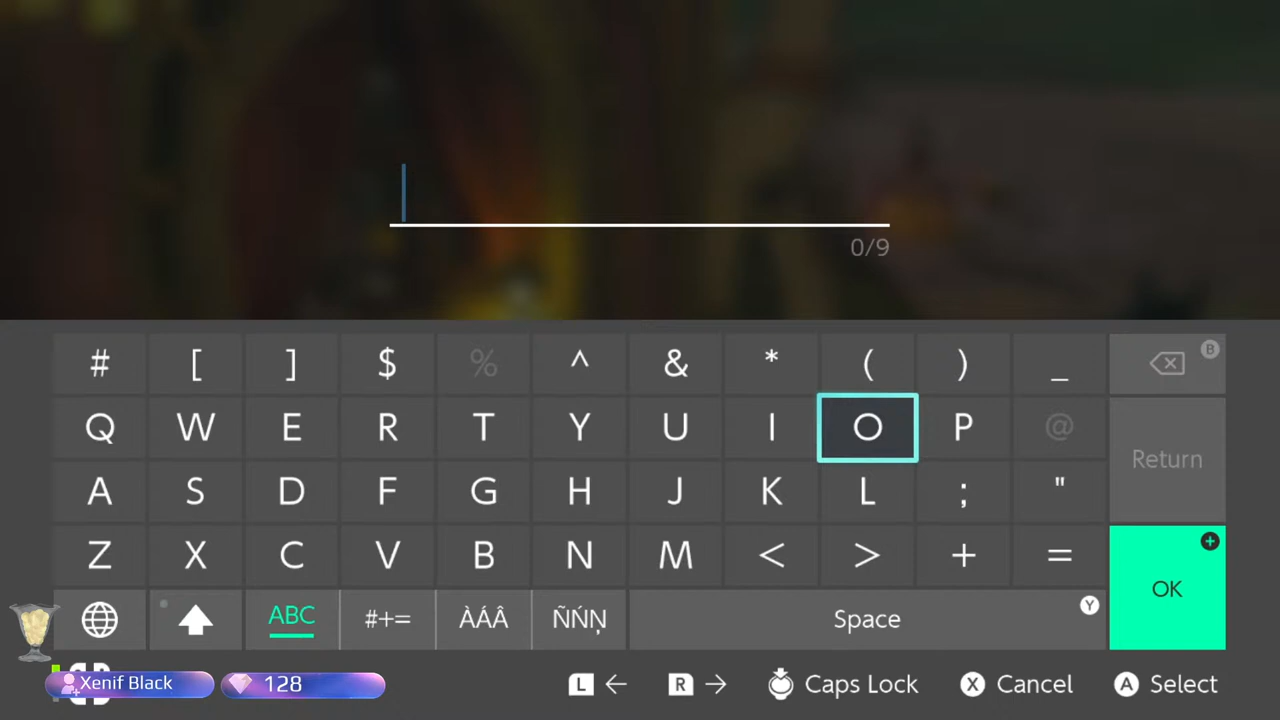 0/9
# [ ] $ % ^ & * ( ) _ B
Q W E R T Y U I O P @ Return
A S D F G H J K L ; "
Z X C V B N M < > + = + OK
ABC #+= ÀÁÂ ÑŃŅ Space Y
Xenif Black 128 L ← R → Caps Lock X Cancel A Select